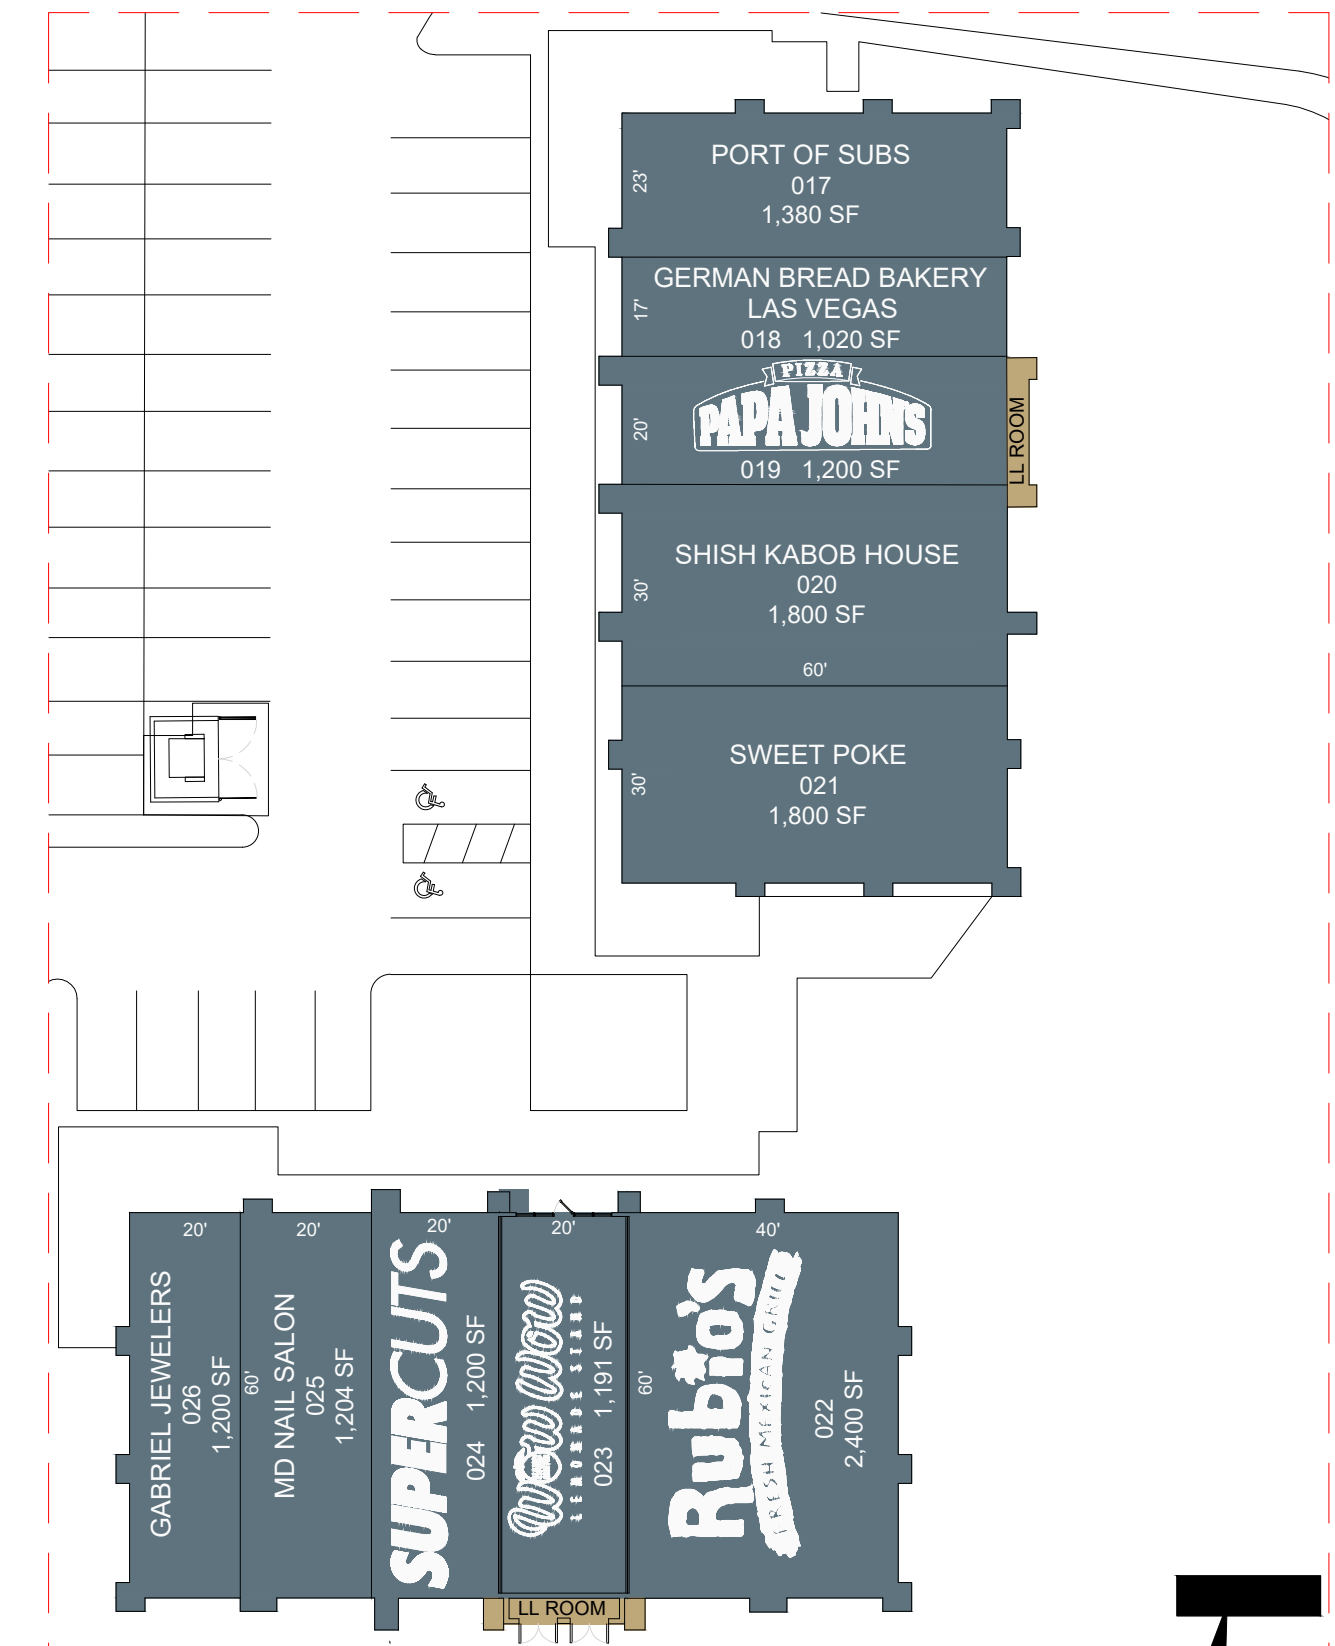 PORT OF SUBS
017
1,380 SF
23'
GERMAN BREAD BAKERY
LAS VEGAS
018 1,020 SF
17'
PIZZA
PAPA JOHNS
019 1,200 SF
20'
LL ROOM
SHISH KABOB HOUSE
020
1,800 SF
30'
60'
SWEET POKE
021
1,800 SF
30'
20'
GABRIEL JEWELERS
026
1,200 SF
60'
20'
MD NAIL SALON
025
1,204 SF
20'
SUPERCUTS
024 1,200 SF
20'
WOW WOW
LEMONADE STAND
023 1,191 SF
40'
60'
Rubio's
FRESH MEXICAN GRILL
022
2,400 SF
LL ROOM